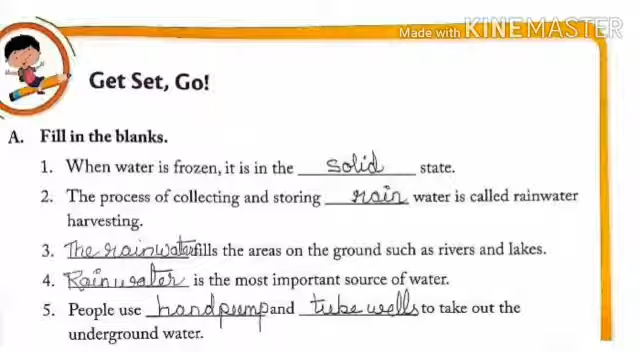 Made with KINEMASTER
Get Set, Go!
A. Fill in the blanks.
1. When water is frozen, it is in the solid state.
2. The process of collecting and storing rain water is called rainwater
harvesting.
3. The rainwater fills the areas on the ground such as rivers and lakes.
4. Rainwater is the most important source of water.
5. People use handpump and tube wells to take out the
underground water.